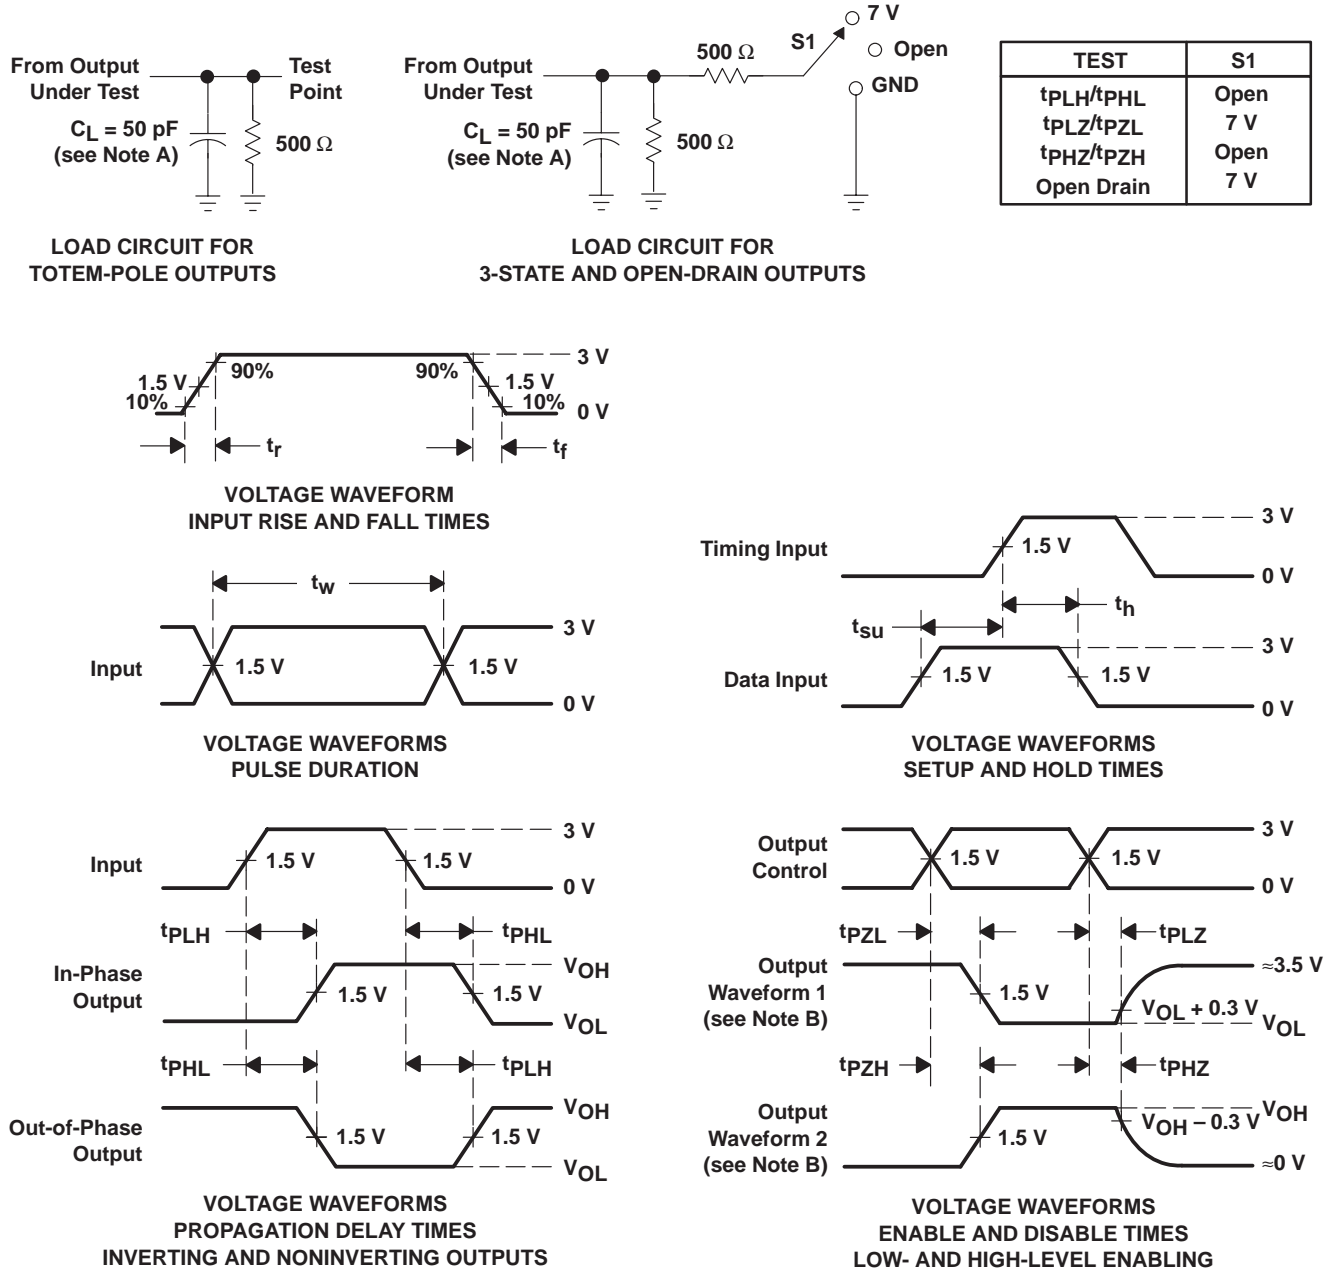 From Output
Under Test
Test
Point
CL = 50 pF
(see Note A)
500 Ω
LOAD CIRCUIT FOR
TOTEM-POLE OUTPUTS
From Output
Under Test
CL = 50 pF
(see Note A)
500 Ω
500 Ω
S1
7 V
Open
GND
LOAD CIRCUIT FOR
3-STATE AND OPEN-DRAIN OUTPUTS
TEST S1
tPLH/tPHL Open
tPLZ/tPZL 7 V
tPHZ/tPZH Open
Open Drain 7 V
90% 90% 3 V
1.5 V 1.5 V
10% 10% 0 V
tr tf
VOLTAGE WAVEFORM
INPUT RISE AND FALL TIMES
tw
3 V
Input 1.5 V 1.5 V
0 V
VOLTAGE WAVEFORMS
PULSE DURATION
3 V
Timing Input 1.5 V
0 V
th
tsu
3 V
Data Input 1.5 V 1.5 V
0 V
VOLTAGE WAVEFORMS
SETUP AND HOLD TIMES
3 V
Input 1.5 V 1.5 V
0 V
tPLH tPHL
In-Phase
Output
VOH
1.5 V 1.5 V
VOL
tPHL tPLH
Out-of-Phase
Output
VOH
1.5 V 1.5 V
VOL
VOLTAGE WAVEFORMS
PROPAGATION DELAY TIMES
INVERTING AND NONINVERTING OUTPUTS
Output
Control
3 V
1.5 V 1.5 V
0 V
tPZL tPLZ
Output
Waveform 1
(see Note B)
≈3.5 V
1.5 V
VOL + 0.3 V
VOL
tPZH tPHZ
Output
Waveform 2
(see Note B)
VOH
1.5 V
VOH – 0.3 V
≈0 V
VOLTAGE WAVEFORMS
ENABLE AND DISABLE TIMES
LOW- AND HIGH-LEVEL ENABLING